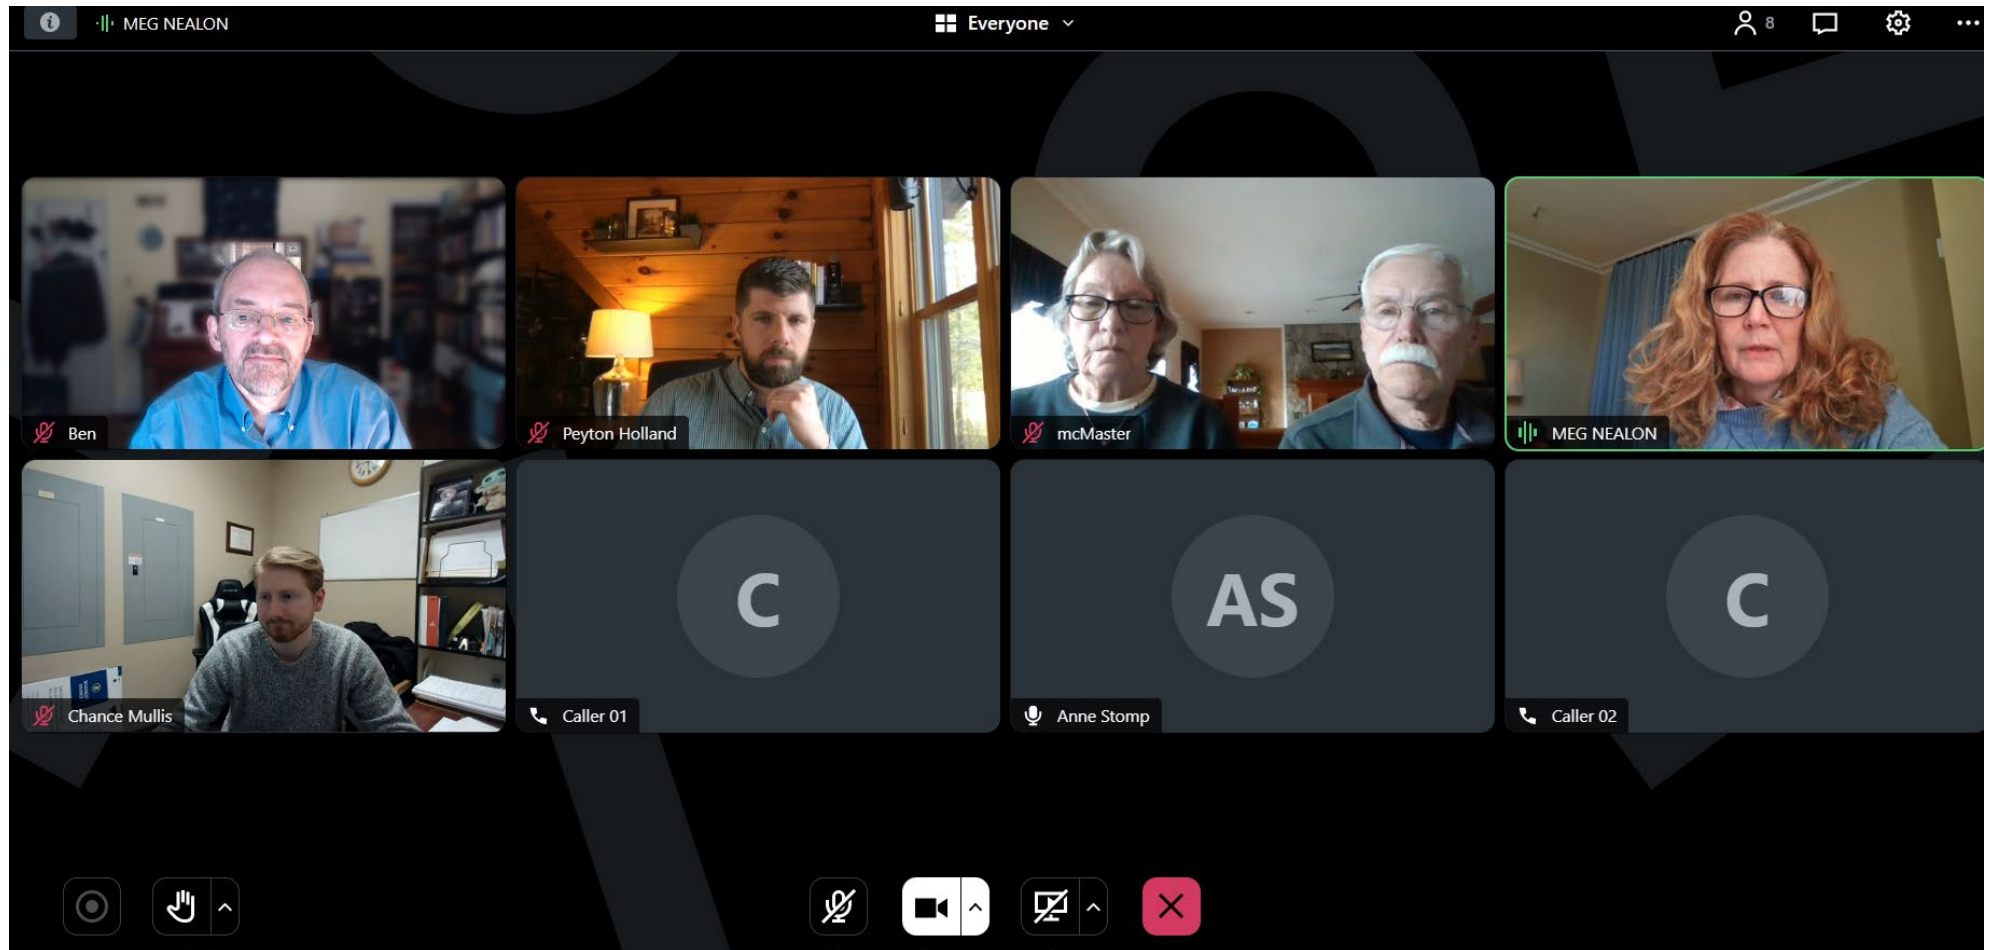 MEG NEALON
Everyone
8
Ben
Peyton Holland
mcMaster
MEG NEALON
Chance Mullis
C
Caller 01
AS
Anne Stomp
C
Caller 02